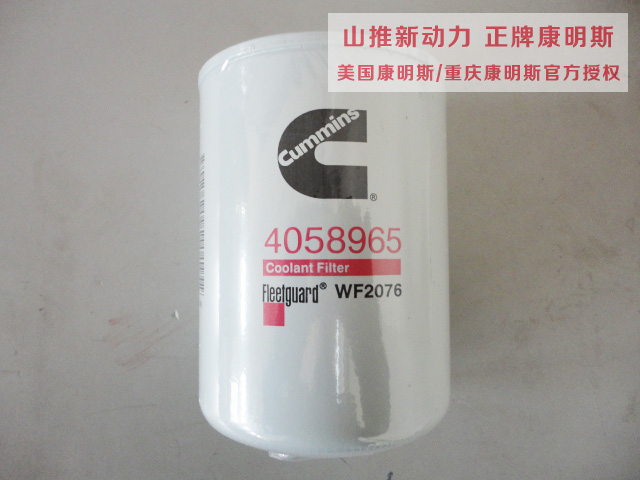 山推新动力 正牌康明斯
美国康明斯/重庆康明斯官方授权
Cummins
®
4058965
Coolant Filter
Fleetguard® WF2076